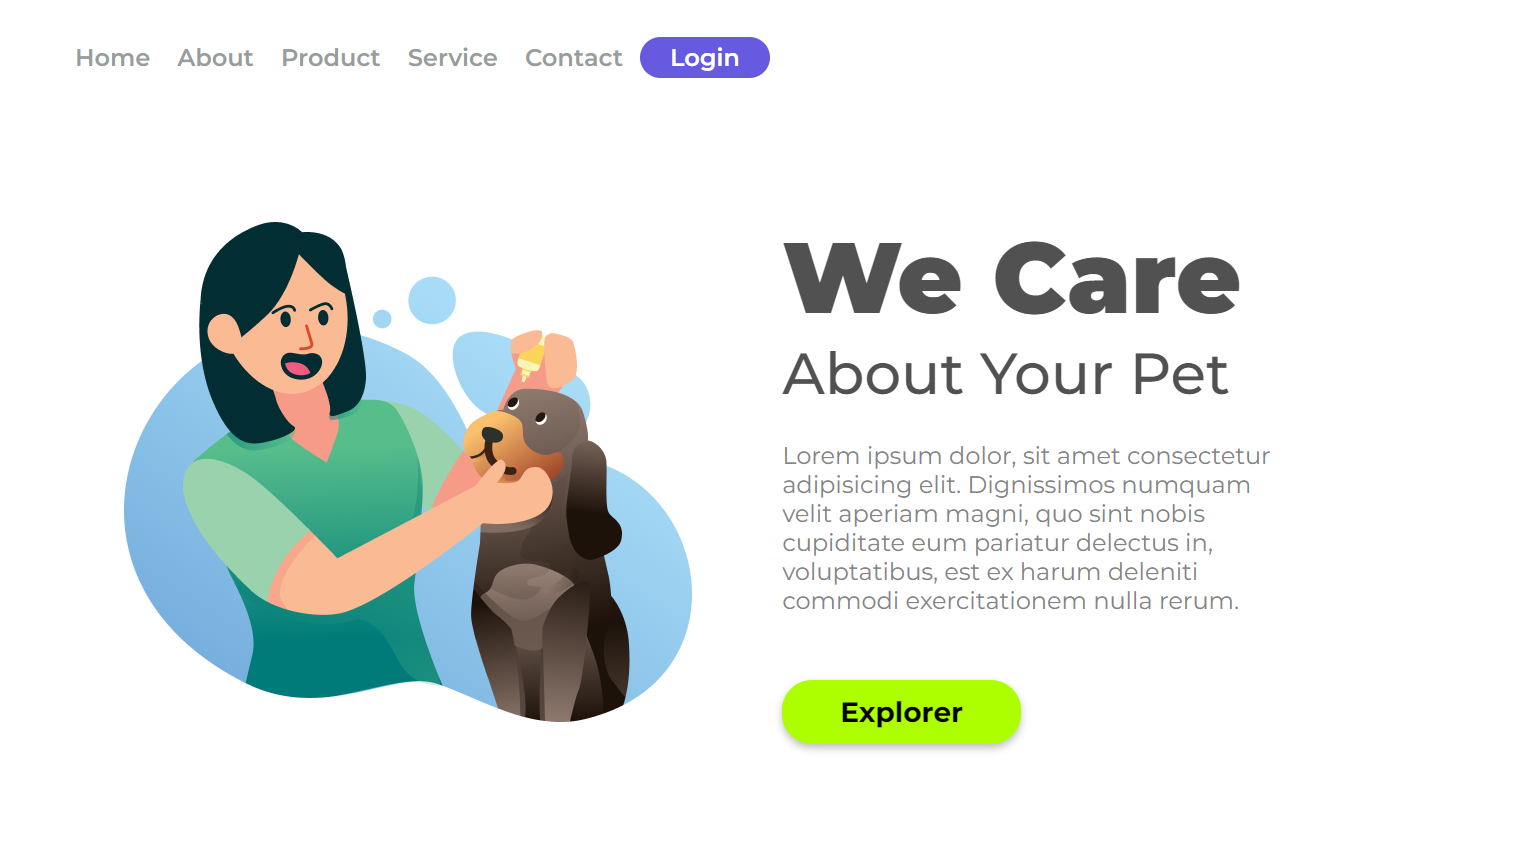 Home About Product Service Contact Login
We Care
About Your Pet
Lorem ipsum dolor, sit amet consectetur
adipisicing elit. Dignissimos numquam
velit aperiam magni, quo sint nobis
cupiditate eum pariatur delectus in,
voluptatibus, est ex harum deleniti
commodi exercitationem nulla rerum.
Explorer